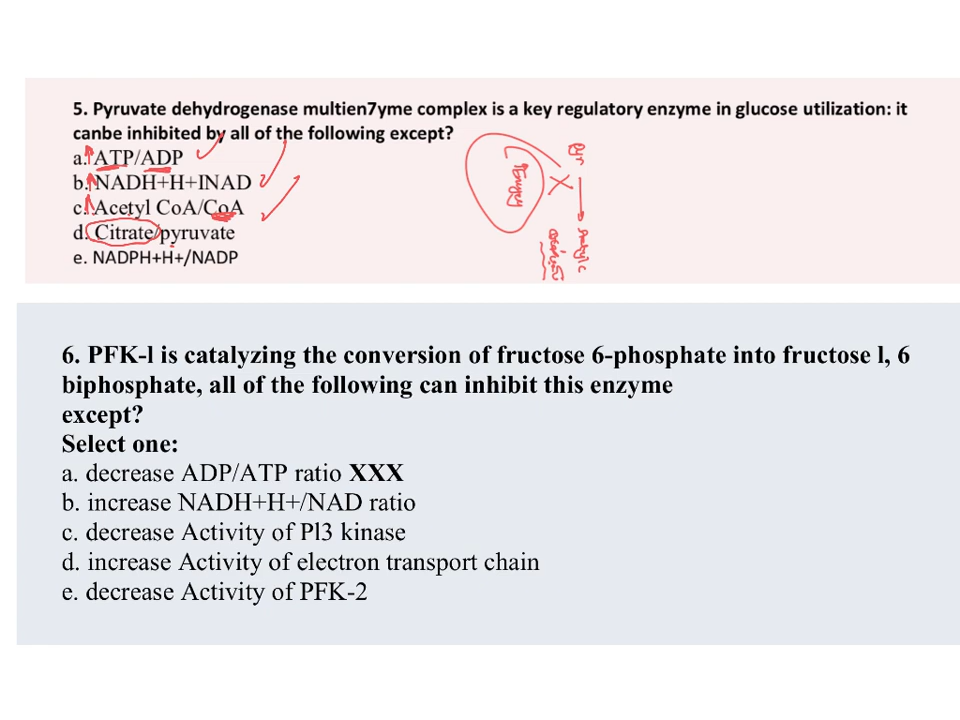 5. Pyruvate dehydrogenase multien7yme complex is a key regulatory enzyme in glucose utilization: it
canbe inhibited by all of the following except?
a. ATP/ADP
b. NADH+H+INAD
c. Acetyl CoA/CoA
d. Citrate/pyruvate
e. NADPH+H+/NADP
pyr
↑Energy
6. PFK-l is catalyzing the conversion of fructose 6-phosphate into fructose l, 6
biphosphate, all of the following can inhibit this enzyme
except?
Select one:
a. decrease ADP/ATP ratio XXX
b. increase NADH+H+/NAD ratio
c. decrease Activity of Pl3 kinase
d. increase Activity of electron transport chain
e. decrease Activity of PFK-2